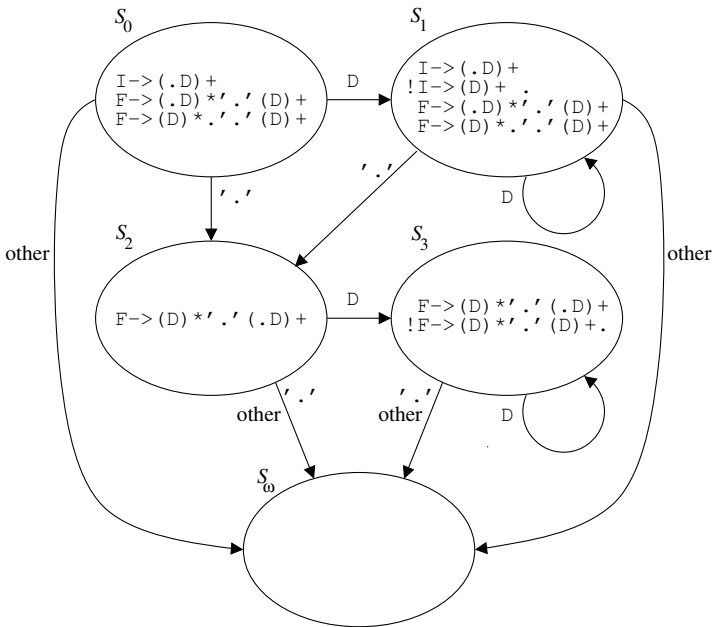 S0
I->(.D)+
F->(.D)*'.'(D)+
F->(D)*.'.'(D)+
D
S1
I->(.D)+
!I->(D)+ .
F->(.D)*'.'(D)+
F->(D)*.'.'(D)+
'.'
'.'
D
other
other
S2
F->(D)*'.'(.D)+
D
S3
F->(D)*'.'(.D)+
!F->(D)*'.'(D)+.
'.'
other
'.'
other
D
Sω